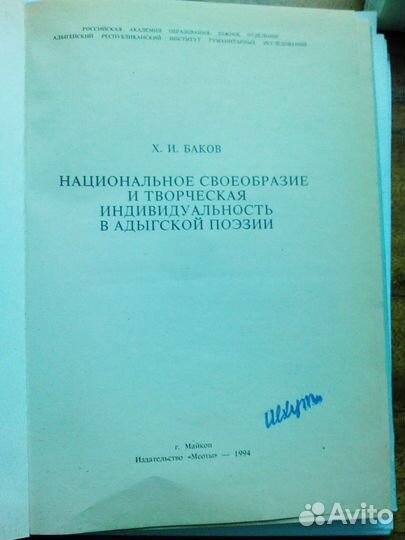 РОССИЙСКАЯ АКАДЕМИЯ ОБРАЗОВАНИЯ, ЮЖНОЕ ОТДЕЛЕНИЕ
АДЫГЕЙСКИЙ РЕСПУБЛИКАНСКИЙ ИНСТИТУТ ГУМАНИТАРНЫХ ИССЛЕДОВАНИЙ
Х. И. БАКОВ
НАЦИОНАЛЬНОЕ СВОЕОБРАЗИЕ
И ТВОРЧЕСКАЯ
ИНДИВИДУАЛЬНОСТЬ
В АДЫГСКОЙ ПОЭЗИИ
г. Майкоп
Издательство «Меоты» — 1994
Avito